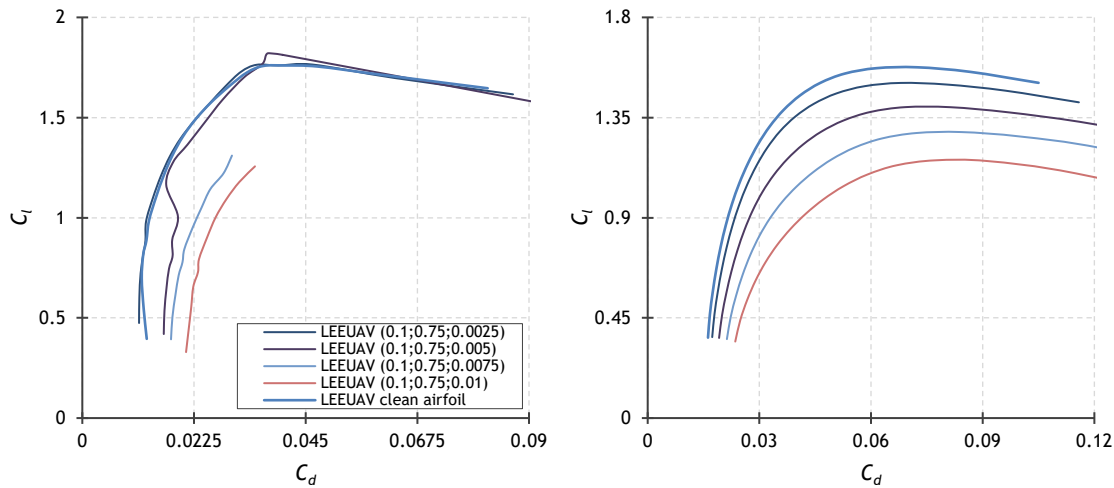 2
1.5
1
0.5
0
C_l
0
0.0225
0.045
0.0675
0.09
C_d
LEEUAV (0.1;0.75;0.0025)
LEEUAV (0.1;0.75;0.005)
LEEUAV (0.1;0.75;0.0075)
LEEUAV (0.1;0.75;0.01)
LEEUAV clean airfoil
1.8
1.35
0.9
0.45
0
C_l
0
0.03
0.06
0.09
0.12
C_d